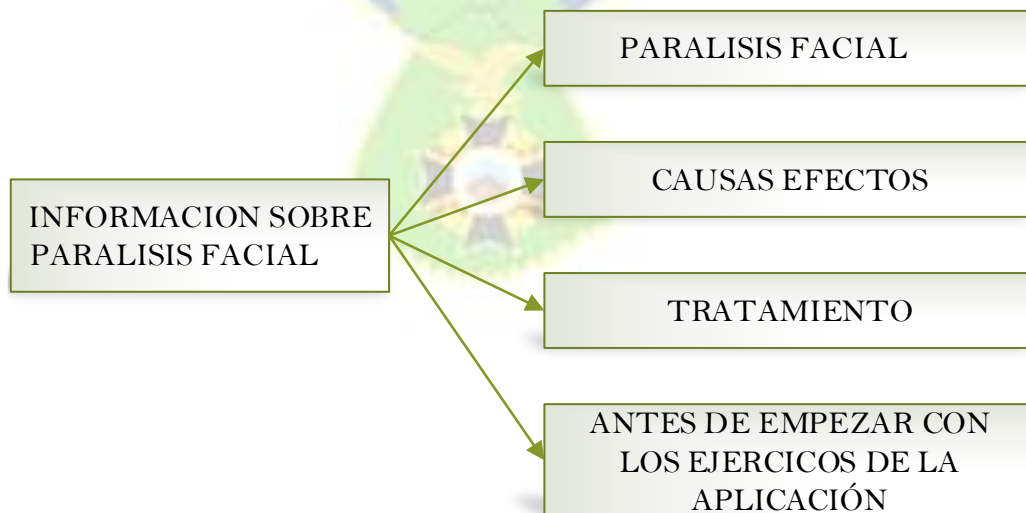 PARALISIS FACIAL
CAUSAS EFECTOS
INFORMACION SOBRE
PARALISIS FACIAL
TRATAMIENTO
ANTES DE EMPEZAR CON
LOS EJERCICOS DE LA
APLICACIÓN